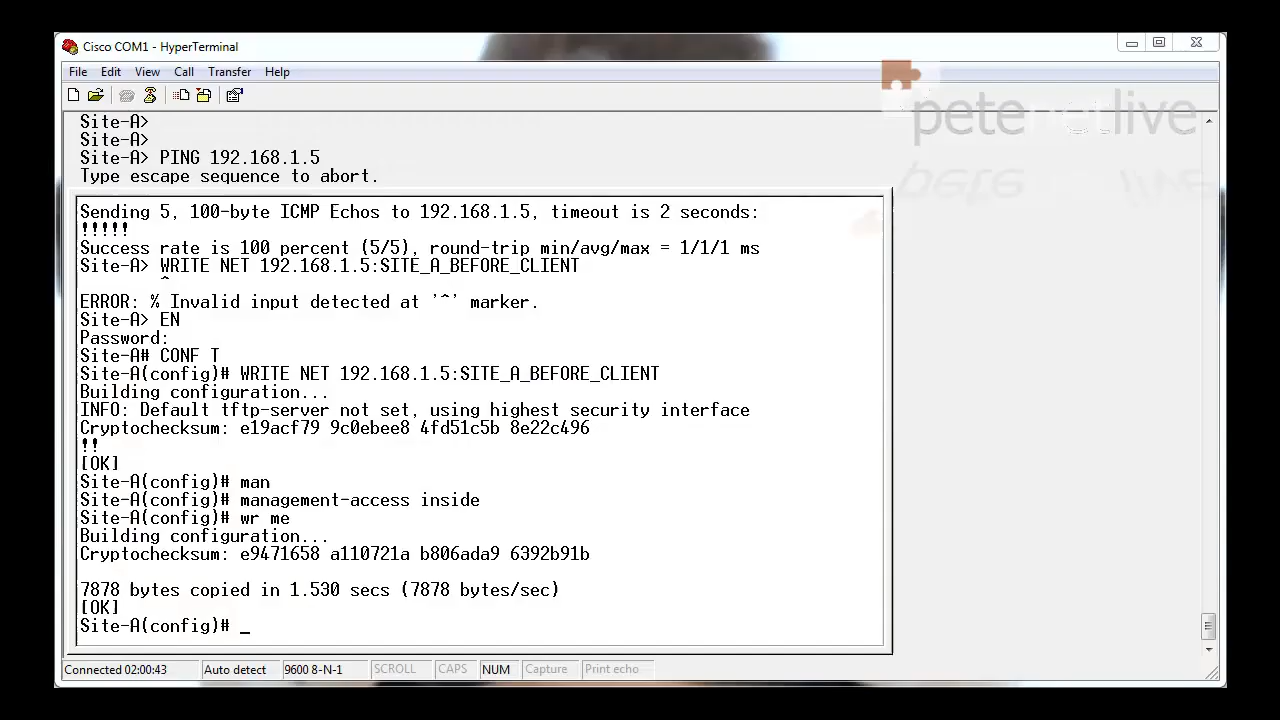 Cisco COM1 - HyperTerminal
File Edit View Call Transfer Help
petenetlive
Site-A>
Site-A>
Site-A> PING 192.168.1.5
Type escape sequence to abort.
Sending 5, 100-byte ICMP Echos to 192.168.1.5, timeout is 2 seconds:
!!!!!
Success rate is 100 percent (5/5), round-trip min/avg/max = 1/1/1 ms
Site-A> WRITE NET 192.168.1.5:SITE_A_BEFORE_CLIENT
^
ERROR: % Invalid input detected at '^' marker.
Site-A> EN
Password:
Site-A# CONF T
Site-A(config)# WRITE NET 192.168.1.5:SITE_A_BEFORE_CLIENT
Building configuration...
INFO: Default tftp-server not set, using highest security interface
Cryptochecksum: e19acf79 9c0ebee8 4fd51c5b 8e22c496
!!
[OK]
Site-A(config)# man
Site-A(config)# management-access inside
Site-A(config)# wr me
Building configuration...
Cryptochecksum: e9471658 a110721a b806ada9 6392b91b
7878 bytes copied in 1.530 secs (7878 bytes/sec)
[OK]
Site-A(config)# _
Connected 02:00:43 Auto detect 9600 8-N-1 SCROLL CAPS NUM Capture Print echo